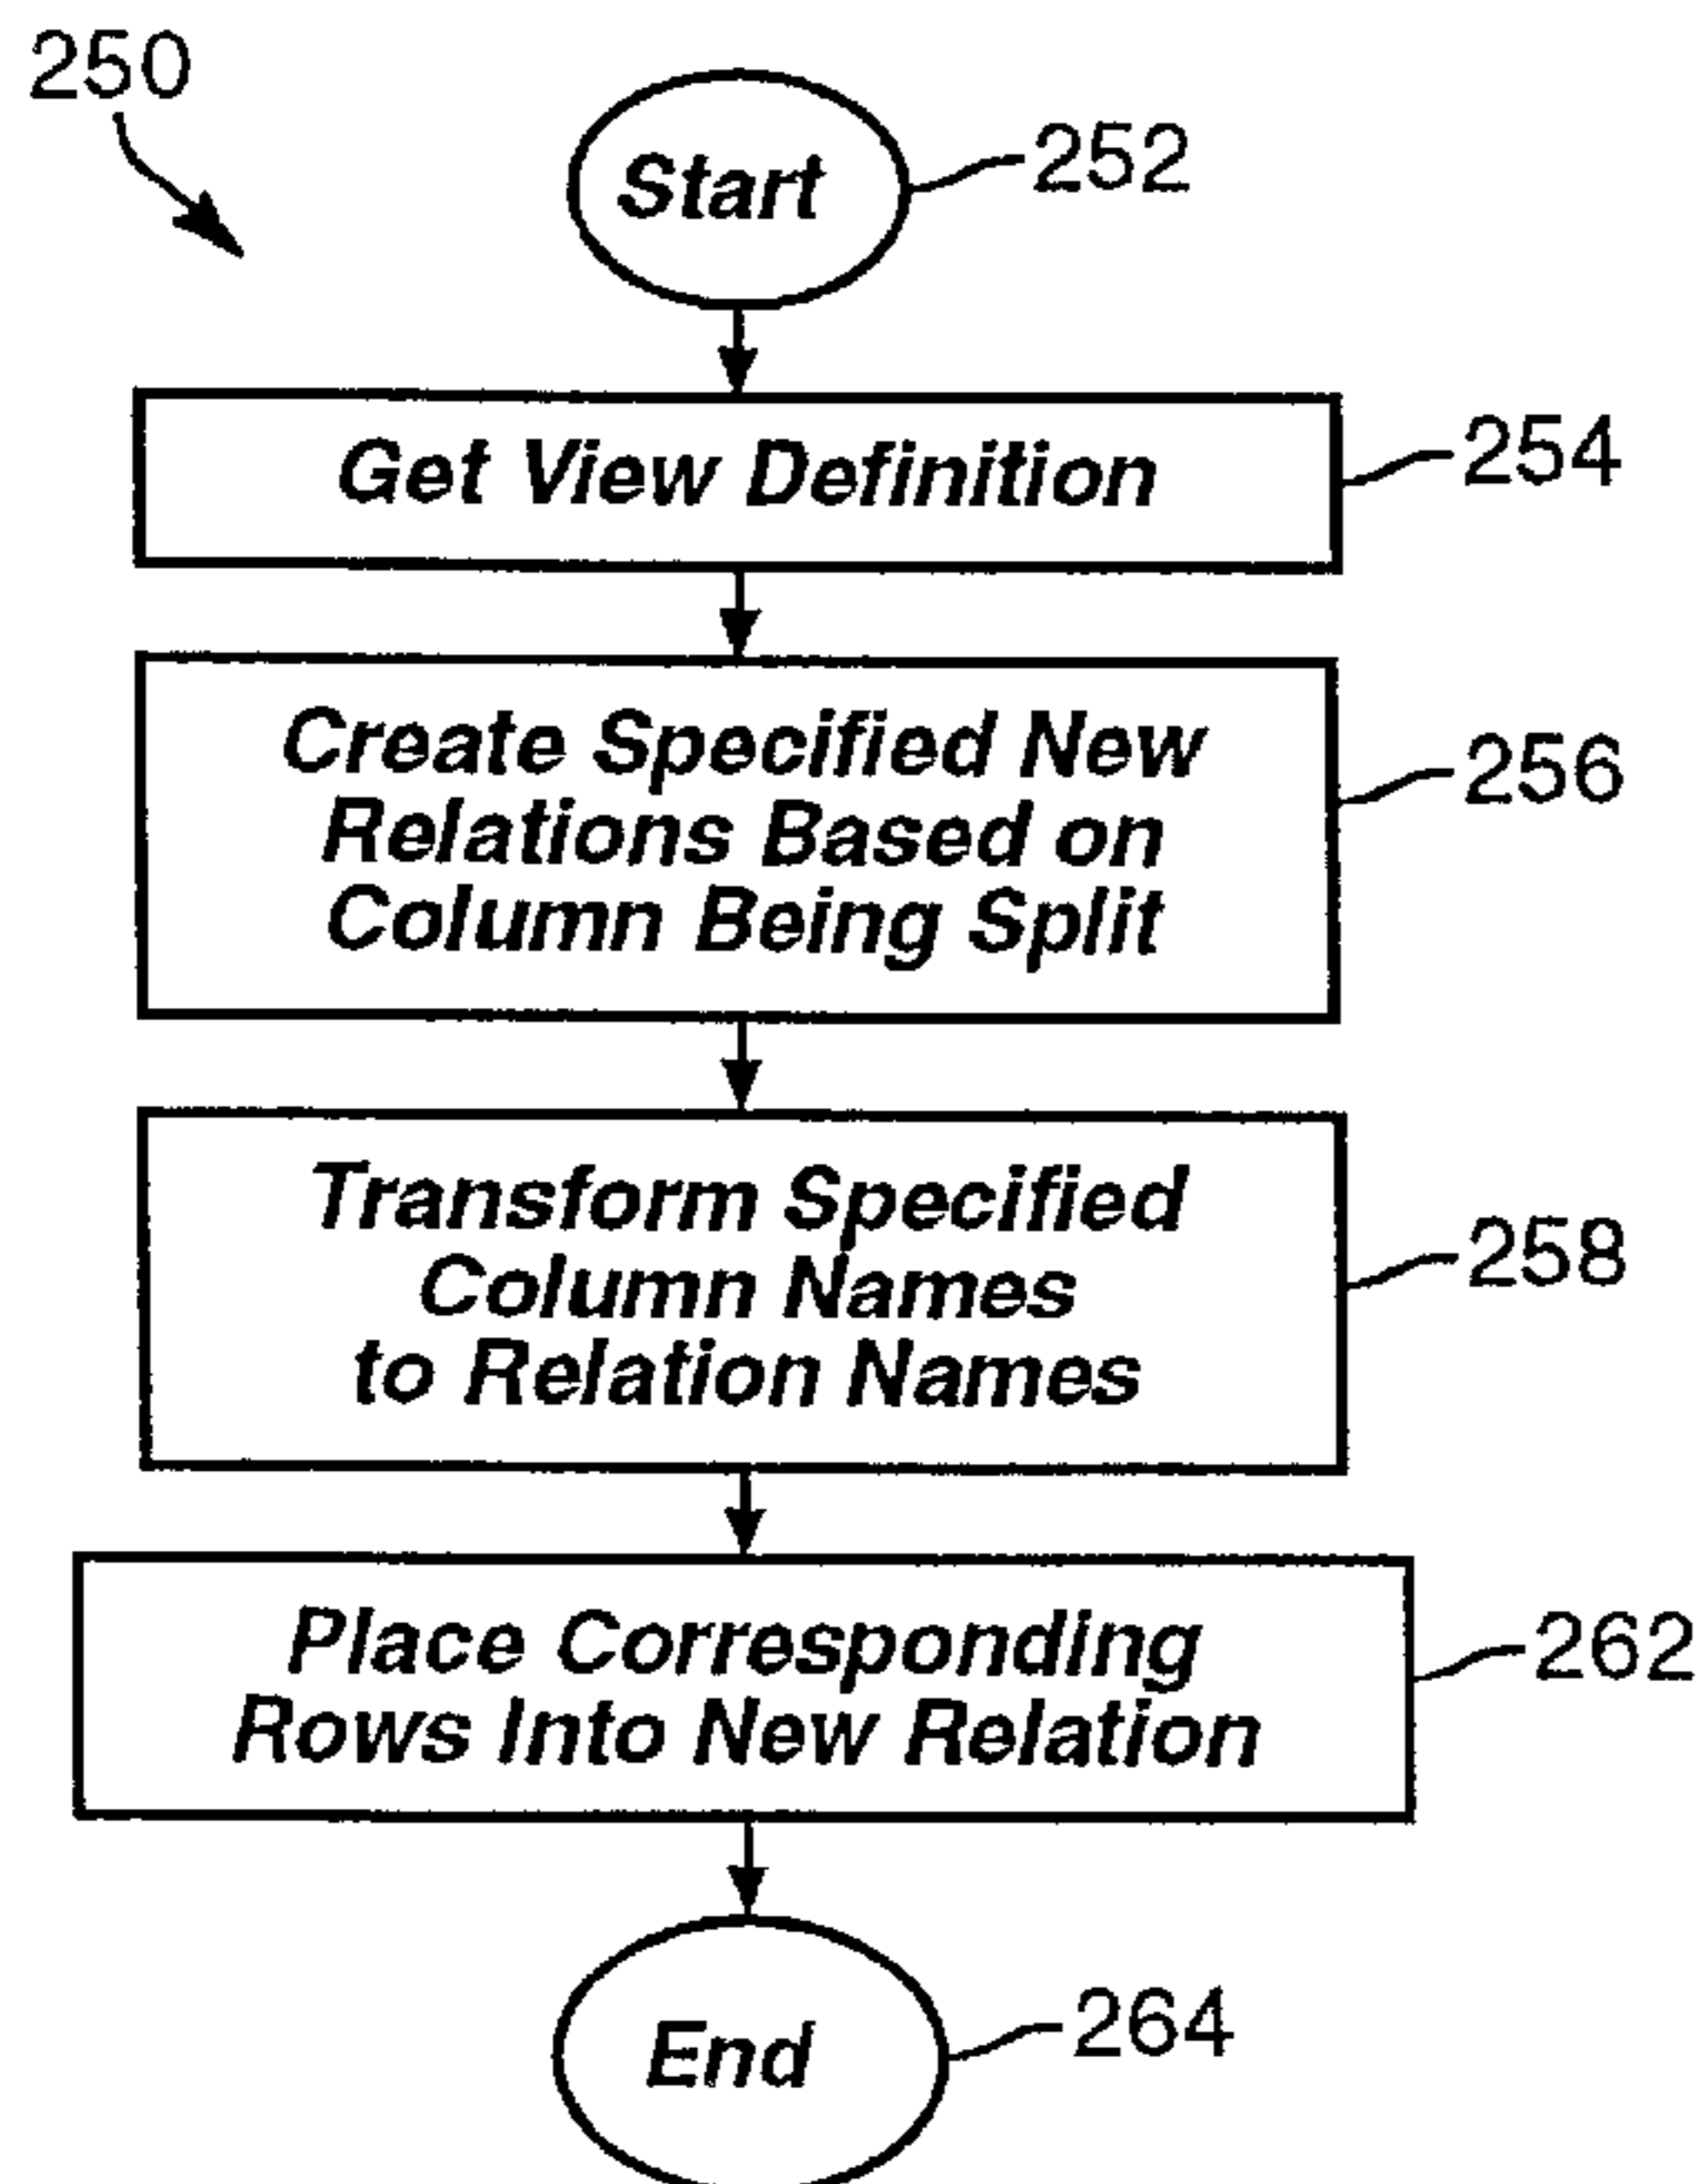 250
Start
252
Get View Definition
254
Create Specified New
Relations Based on
Column Being Split
256
Transform Specified
Column Names
to Relation Names
258
Place Corresponding
Rows Into New Relation
262
End
264